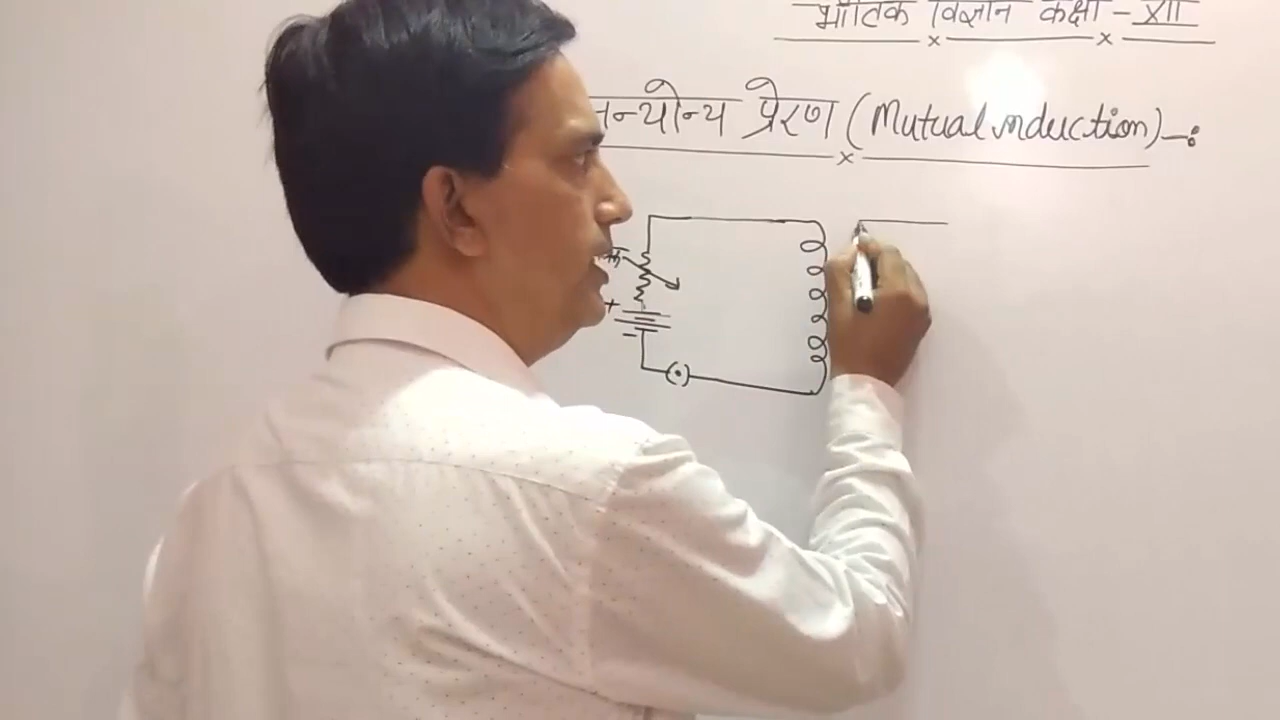 भौतिक विज्ञान कक्षा - XII
प्रेरण (Mutual induction) -:
+
-